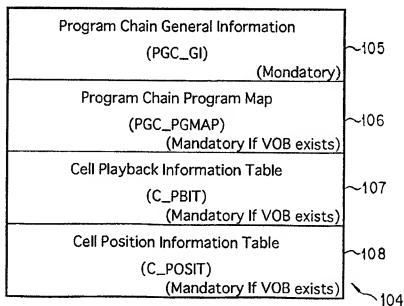 Program Chain General Information
(PGC_GI)
(Mondatory)
105
Program Chain Program Map
(PGC_PGMAP)
(Mandatory If VOB exists)
106
Cell Playback Information Table
(C_PBIT)
(Mandatory If VOB exists)
107
Cell Position Information Table
(C_POSIT)
(Mandatory If VOB exists)
108
104